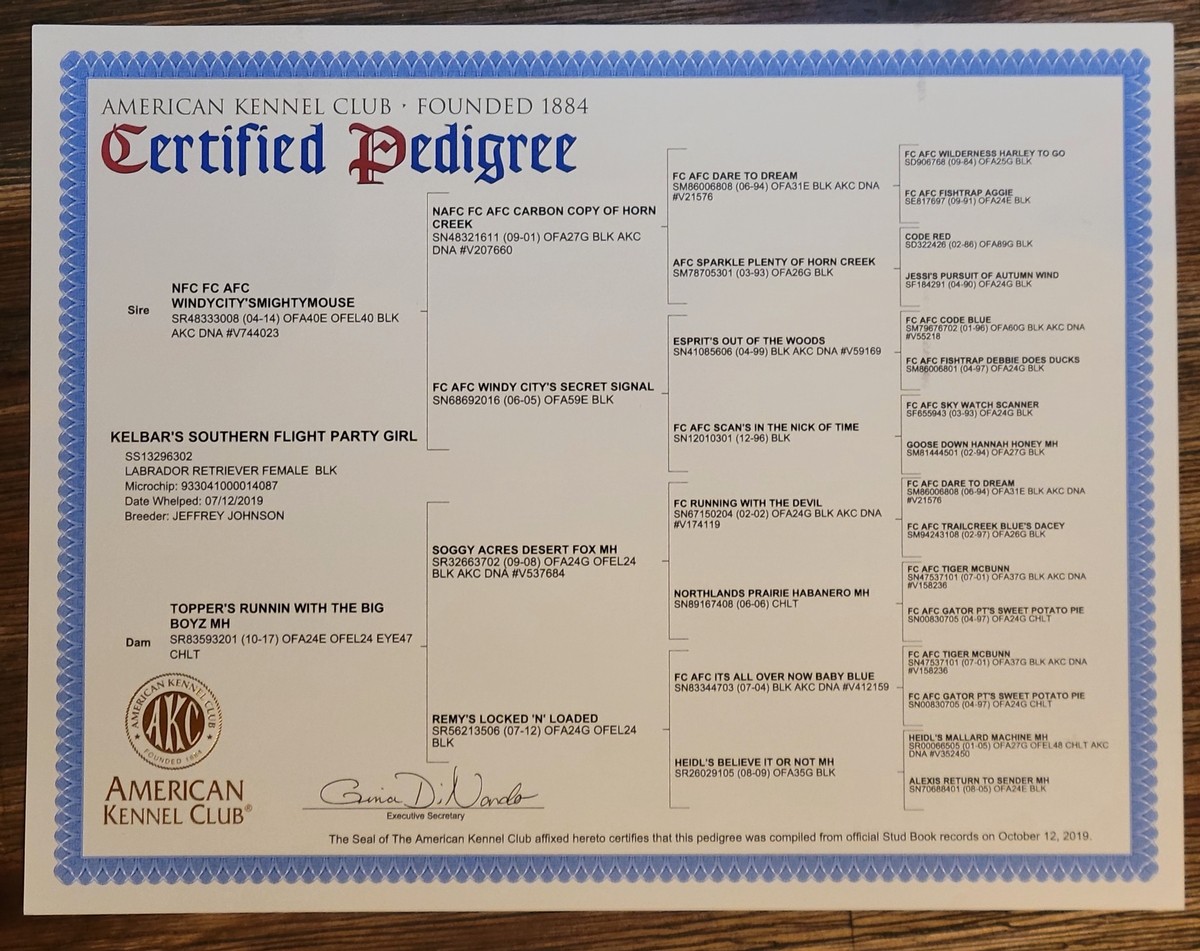 AMERICAN KENNEL CLUB · FOUNDED 1884
Certified Pedigree
Sire
NFC FC AFC
WINDYCITY'SMIGHTYMOUSE
SR48333008 (04-14) OFA40E OFEL40 BLK
AKC DNA #V744023
KELBAR'S SOUTHERN FLIGHT PARTY GIRL
SS13296302
LABRADOR RETRIEVER FEMALE BLK
Microchip: 933041000014087
Date Whelped: 07/12/2019
Breeder: JEFFREY JOHNSON
Dam
TOPPER'S RUNNIN WITH THE BIG
BOYZ MH
SR83593201 (10-17) OFA24E OFEL24 EYE47
CHLT
NAFC FC AFC CARBON COPY OF HORN
CREEK
SN48321611 (09-01) OFA27G BLK AKC
DNA #V207660
FC AFC WINDY CITY'S SECRET SIGNAL
SN68692016 (06-05) OFA59E BLK
SOGGY ACRES DESERT FOX MH
SR32663702 (09-08) OFA24G OFEL24
BLK AKC DNA #V537684
REMY'S LOCKED 'N' LOADED
SR56213506 (07-12) OFA24G OFEL24
BLK
FC AFC DARE TO DREAM
SM86006808 (06-94) OFA31E BLK AKC DNA
#V21576
AFC SPARKLE PLENTY OF HORN CREEK
SM78705301 (03-93) OFA26G BLK
ESPRIT'S OUT OF THE WOODS
SN41085606 (04-99) BLK AKC DNA #V59169
FC AFC SCAN'S IN THE NICK OF TIME
SN12010301 (12-96) BLK
FC RUNNING WITH THE DEVIL
SN67150204 (02-02) OFA24G BLK AKC DNA
#V174119
NORTHLANDS PRAIRIE HABANERO MH
SN89167408 (06-06) CHLT
FC AFC ITS ALL OVER NOW BABY BLUE
SN83344703 (07-04) BLK AKC DNA #V412159
HEIDL'S BELIEVE IT OR NOT MH
SR26029105 (08-09) OFA35G BLK
FC AFC WILDERNESS HARLEY TO GO
SD906758 (09-84) OFA25G BLK
FC AFC FISHTRAP AGGIE
SE817697 (09-91) OFA24E BLK
CODE RED
SD322426 (02-86) OFA89G BLK
JESSI'S PURSUIT OF AUTUMN WIND
SF184291 (04-90) OFA24G BLK
FC AFC CODE BLUE
SM79676702 (01-96) OFA60G BLK AKC DNA
#V55218
FC AFC FISHTRAP DEBBIE DOES DUCKS
SM86006801 (04-97) OFA24G BLK
FC AFC SKY WATCH SCANNER
SF655943 (03-93) OFA24G BLK
GOOSE DOWN HANNAH HONEY MH
SM81444501 (02-94) OFA27G BLK
FC AFC DARE TO DREAM
SM86006808 (06-94) OFA31E BLK AKC DNA
#V21576
FC AFC TRAILCREEK BLUE'S DACEY
SM94243108 (02-97) OFA26G BLK
FC AFC TIGER MCBUNN
SN47537101 (07-01) OFA37G BLK AKC DNA
#V158236
FC AFC GATOR PT'S SWEET POTATO PIE
SN00830705 (04-97) OFA24G CHLT
FC AFC TIGER MCBUNN
SN47537101 (07-01) OFA37G BLK AKC DNA
#V158236
FC AFC GATOR PT'S SWEET POTATO PIE
SN00830705 (04-97) OFA24G CHLT
HEIDL'S MALLARD MACHINE MH
SR00066505 (01-05) OFA27G OFEL48 CHLT AKC
DNA #V352450
ALEXIS RETURN TO SENDER MH
SN70688401 (08-05) OFA24E BLK
AMERICAN KENNEL CLUB
AKC
FOUNDED 1884
AMERICAN
KENNEL CLUB®
Gina DiNardo
Executive Secretary
The Seal of The American Kennel Club affixed hereto certifies that this pedigree was compiled from official Stud Book records on October 12, 2019.